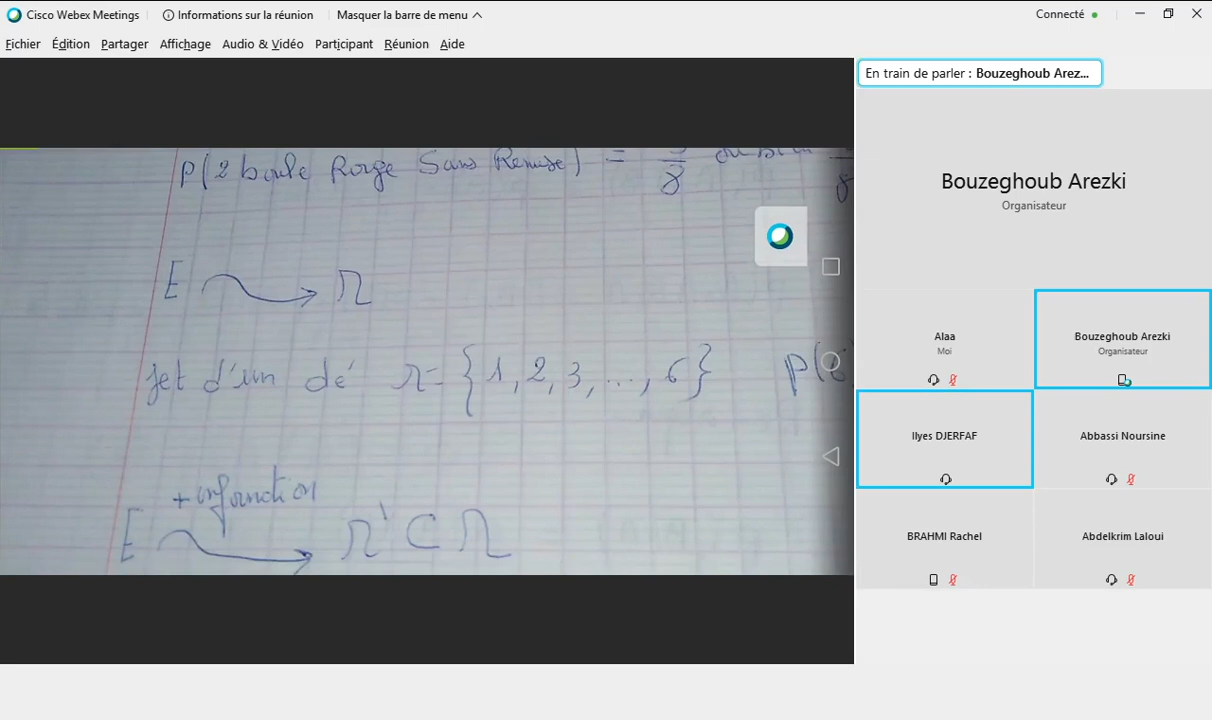 Cisco Webex Meetings
Informations sur la réunion
Masquer la barre de menu
Connecté
Fichier Édition Partager Affichage Audio & Vidéo Participant Réunion Aide
P(2 boule Rouge Sans Remise) =
E Ω
jet d'un dé Ω = {1, 2, 3, ..., 6} P(6
+ information
E Ω' ⊂ Ω
En train de parler : Bouzeghoub Arez...
Bouzeghoub Arezki
Organisateur
Alaa
Moi
Bouzeghoub Arezki
Organisateur
Ilyes DJERFAF
Abbassi Noursine
BRAHMI Rachel
Abdelkrim Laloui